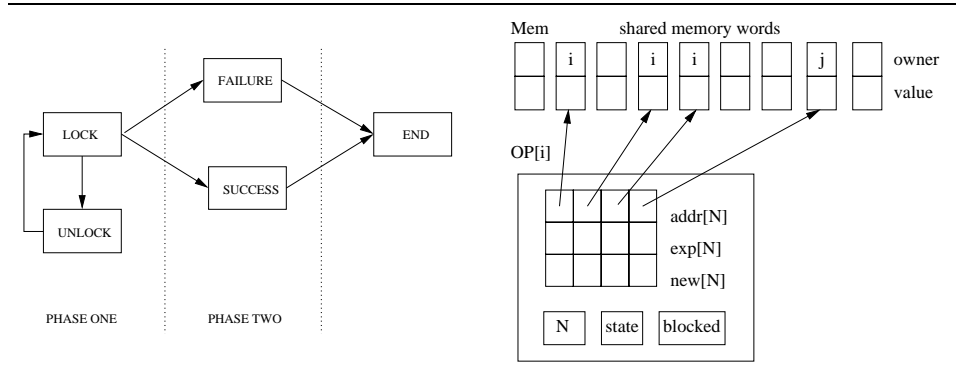 FAILURE
LOCK
END
SUCCESS
UNLOCK
PHASE ONE
PHASE TWO
Mem
shared memory words
i
i
i
j
owner
value
OP[i]
addr[N]
exp[N]
new[N]
N
state
blocked